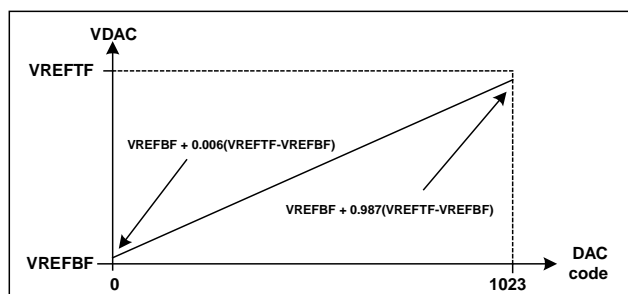 VDAC
VREFTF
VREFBF + 0.006(VREFTF-VREFBF)
VREFBF + 0.987(VREFTF-VREFBF)
VREFBF
DAC
code
0
1023